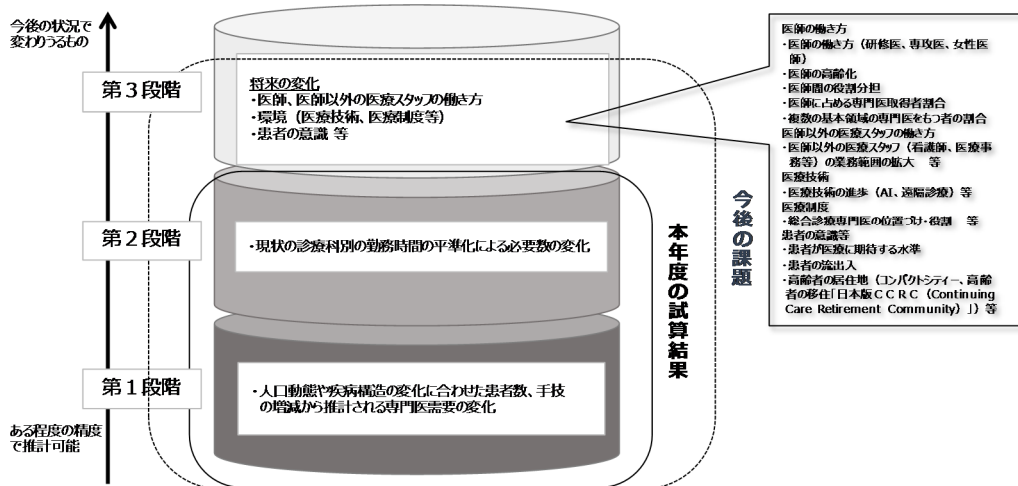 今後の状況で
変わりうるもの
第３段階
将来の変化
・医師、医師以外の医療スタッフの働き方
・環境（医療技術、医療制度等）
・患者の意識 等
第２段階
・現状の診療科別の勤務時間の平準化による必要数の変化
第１段階
・人口動態や疾病構造の変化に合わせた患者数、手技
の増減から推計される専門医需要の変化
ある程度の精度
で推計可能
本年度の試算結果
今後の課題
医師の働き方
・医師の働き方（研修医、専攻医、女性医
師）
・医師の高齢化
・医師間の役割分担
・医師に占める専門医取得者割合
・複数の基本領域の専門医をもつ者の割合
医師以外の医療スタッフの働き方
・医師以外の医療スタッフ（看護師、医療事
務等）の業務範囲の拡大　等
医療技術
・医療技術の進歩（AI、遠隔診療）等
医療制度
・総合診療専門医の位置づけ・役割　等
患者の意識等
・患者が医療に期待する水準
・患者の流出入
・高齢者の居住地（コンパクトシティー、高齢
者の移住「日本版ＣＣＲＣ（Continuing
Care Retirement Community）」）等